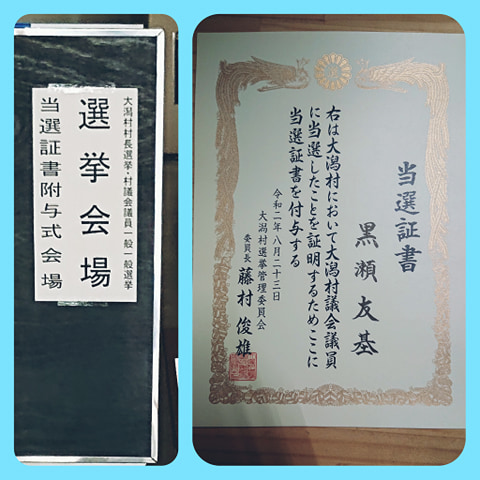 大潟村村長選挙・村議会議員一般一般選挙
選挙会場
当選証書附与式会場
当選証書
黒瀬友基
右は大潟村において大潟村議会議員
に当選したことを証明するためここに
当選証書を付与する
令和二年八月二十三日
大潟村選挙管理委員会
委員長 藤村俊雄